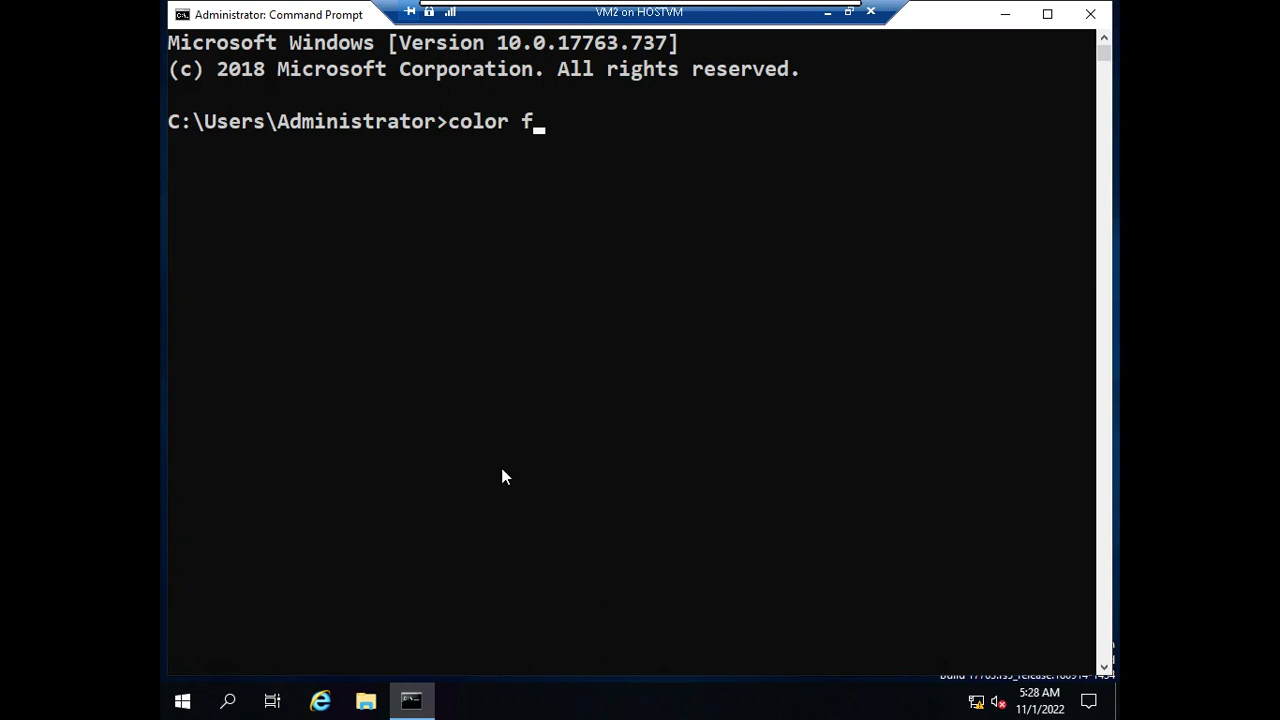 Administrator: Command Prompt
VM2 on HOSTVM
Microsoft Windows [Version 10.0.17763.737]
(c) 2018 Microsoft Corporation. All rights reserved.
C:\Users\Administrator>color f_
5:28 AM
11/1/2022